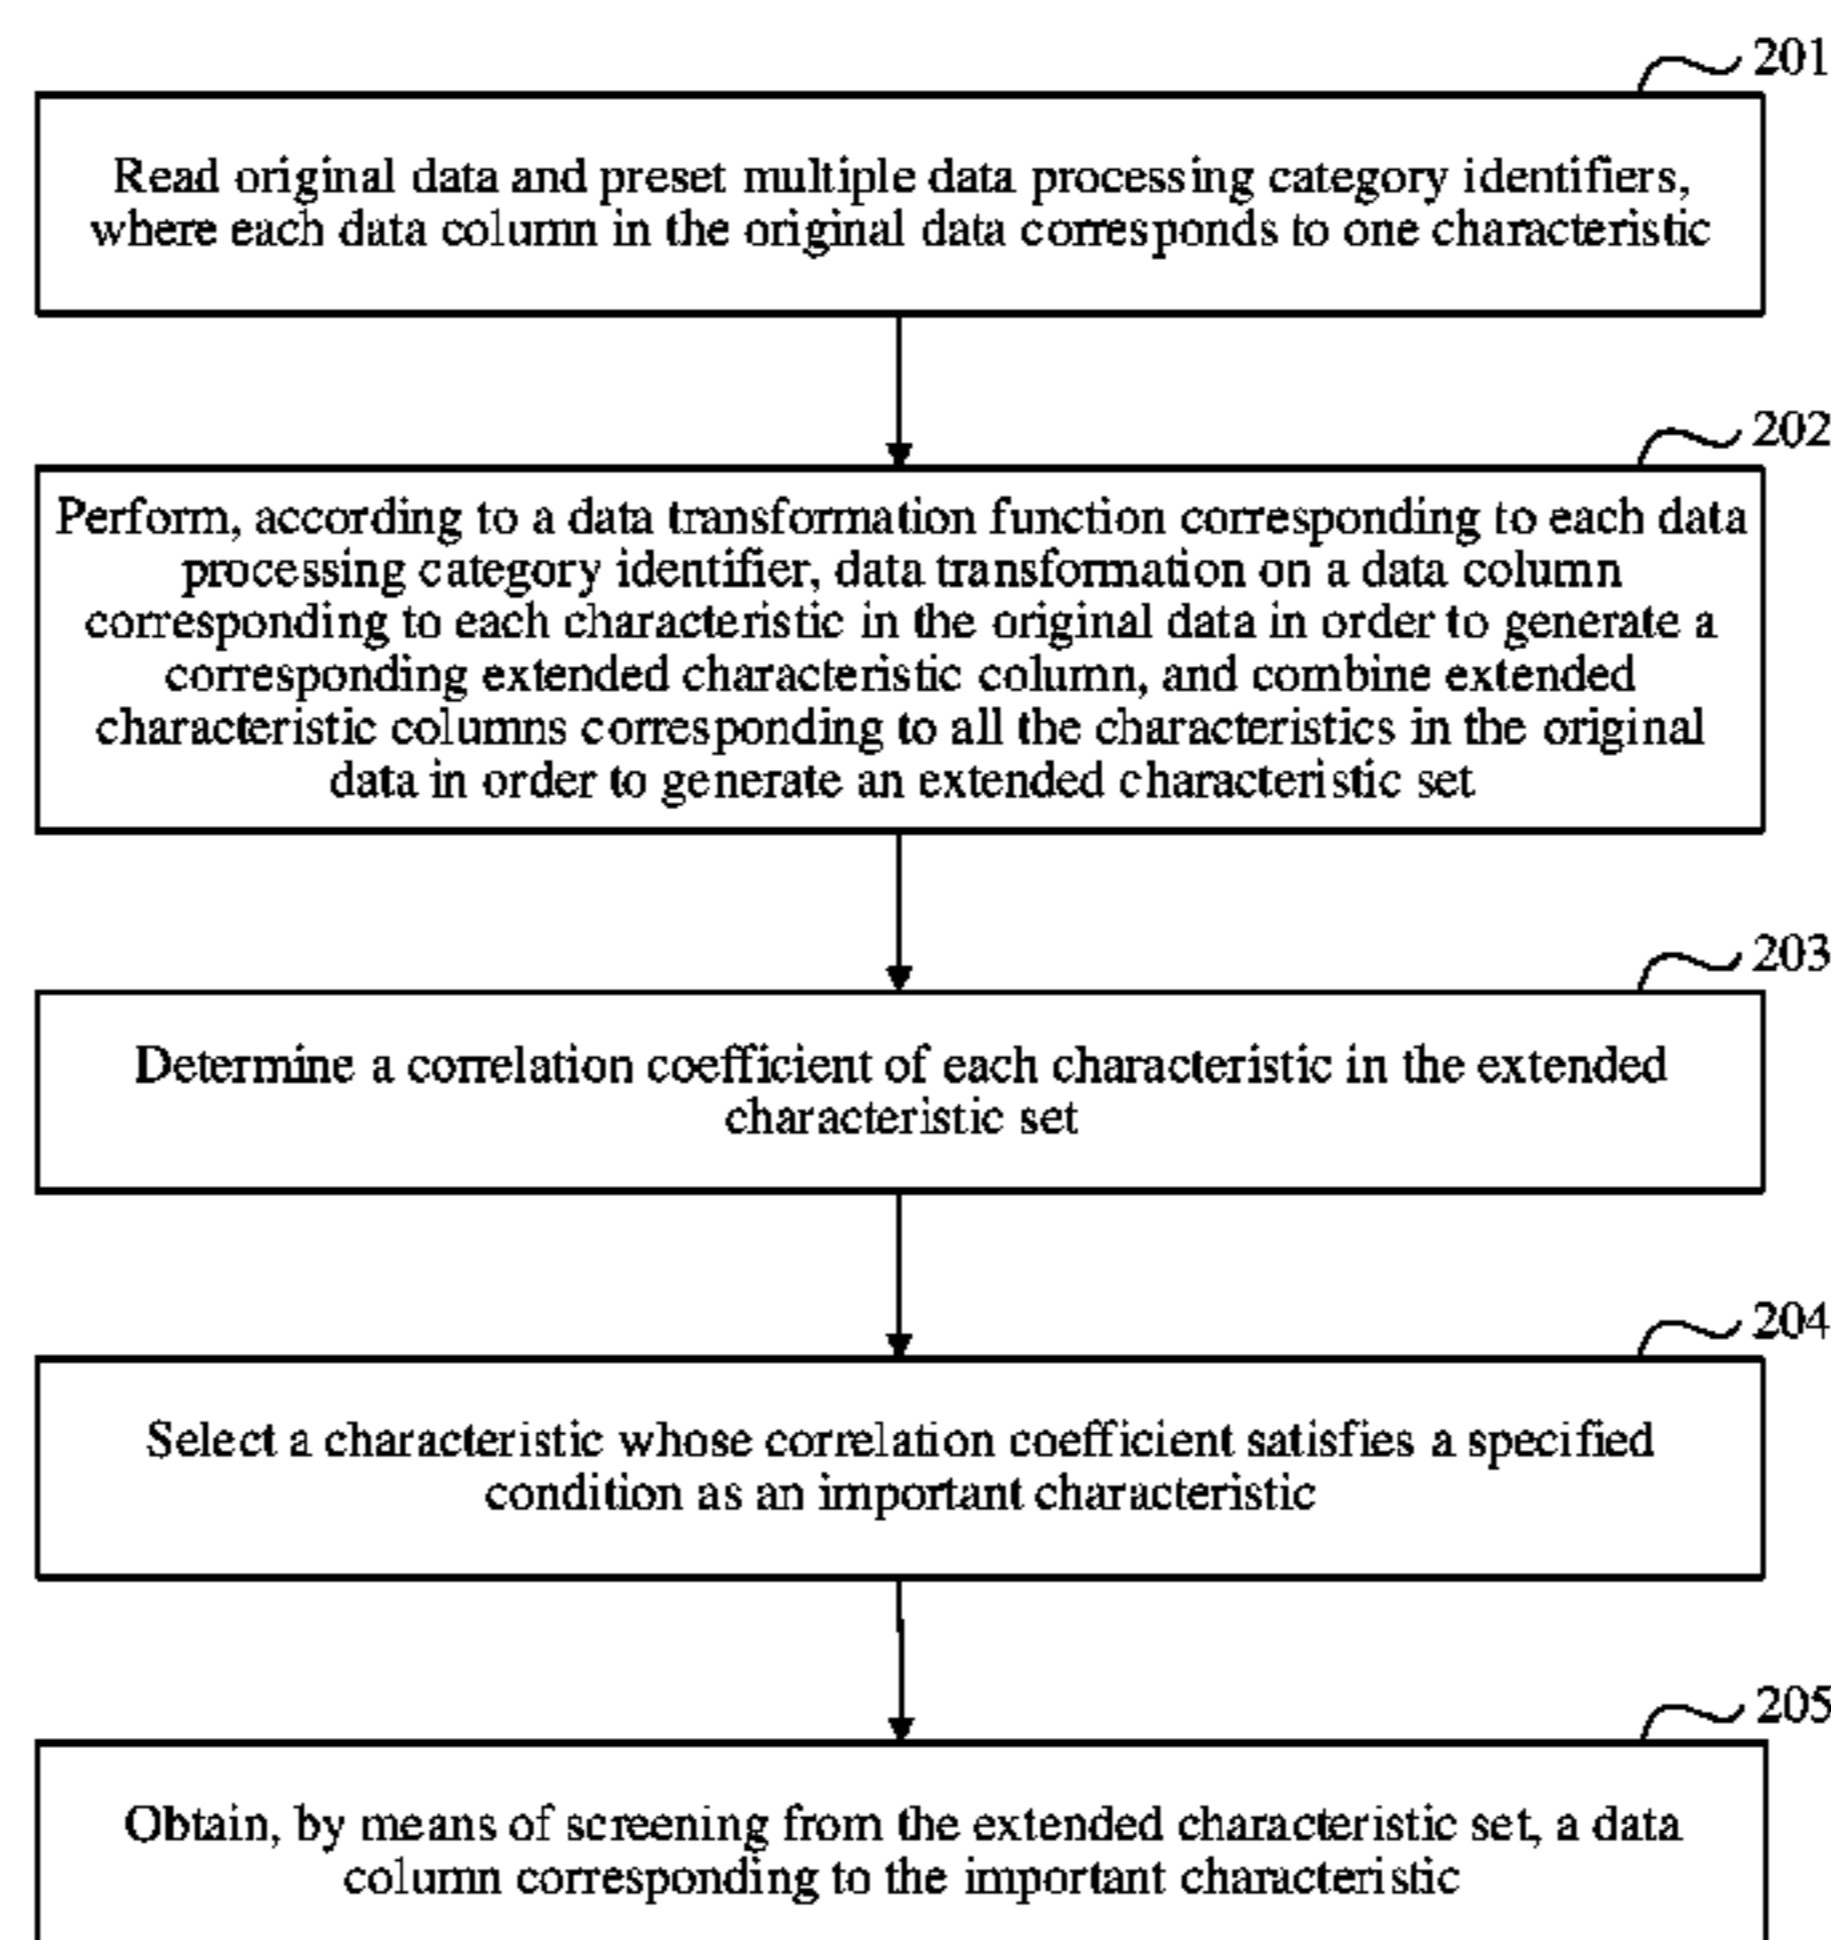 201
Read original data and preset multiple data processing category identifiers,
where each data column in the original data corresponds to one characteristic
202
Perform, according to a data transformation function corresponding to each data
processing category identifier, data transformation on a data column
corresponding to each characteristic in the original data in order to generate a
corresponding extended characteristic column, and combine extended
characteristic columns corresponding to all the characteristics in the original
data in order to generate an extended characteristic set
203
Determine a correlation coefficient of each characteristic in the extended
characteristic set
204
Select a characteristic whose correlation coefficient satisfies a specified
condition as an important characteristic
205
Obtain, by means of screening from the extended characteristic set, a data
column corresponding to the important characteristic